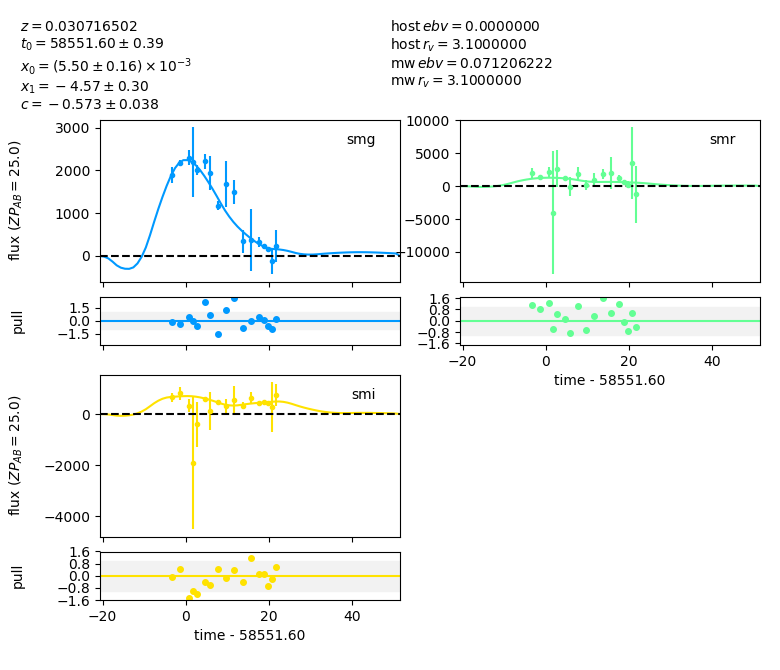 z = 0.030716502
t₀ = 58551.60 ± 0.39
x₀ = (5.50 ± 0.16) × 10⁻³
x₁ = −4.57 ± 0.30
c = −0.573 ± 0.038
host ebv = 0.0000000
host r_v = 3.1000000
mw ebv = 0.071206222
mw r_v = 3.1000000
flux (ZP_AB = 25.0)
3000
2000
1000
0
smg
10000
5000
0
−5000
−10000
smr
pull
1.5
0.0
−1.5
1.6
0.8
0.0
−0.8
−1.6
−20
0
20
40
time - 58551.60
flux (ZP_AB = 25.0)
0
−2000
−4000
smi
pull
1.6
0.8
0.0
−0.8
−1.6
−20
0
20
40
time - 58551.60